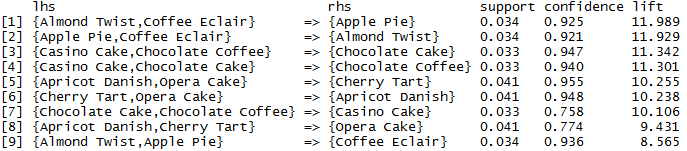 lhs rhs support confidence lift
[1] {Almond Twist,Coffee Eclair} => {Apple Pie} 0.034 0.925 11.989
[2] {Apple Pie,Coffee Eclair} => {Almond Twist} 0.034 0.921 11.929
[3] {Casino Cake,Chocolate Coffee} => {Chocolate Cake} 0.033 0.947 11.342
[4] {Casino Cake,Chocolate Cake} => {Chocolate Coffee} 0.033 0.940 11.301
[5] {Apricot Danish,Opera Cake} => {Cherry Tart} 0.041 0.955 10.255
[6] {Cherry Tart,Opera Cake} => {Apricot Danish} 0.041 0.948 10.238
[7] {Chocolate Cake,Chocolate Coffee} => {Casino Cake} 0.033 0.758 10.106
[8] {Apricot Danish,Cherry Tart} => {Opera Cake} 0.041 0.774 9.431
[9] {Almond Twist,Apple Pie} => {Coffee Eclair} 0.034 0.936 8.565